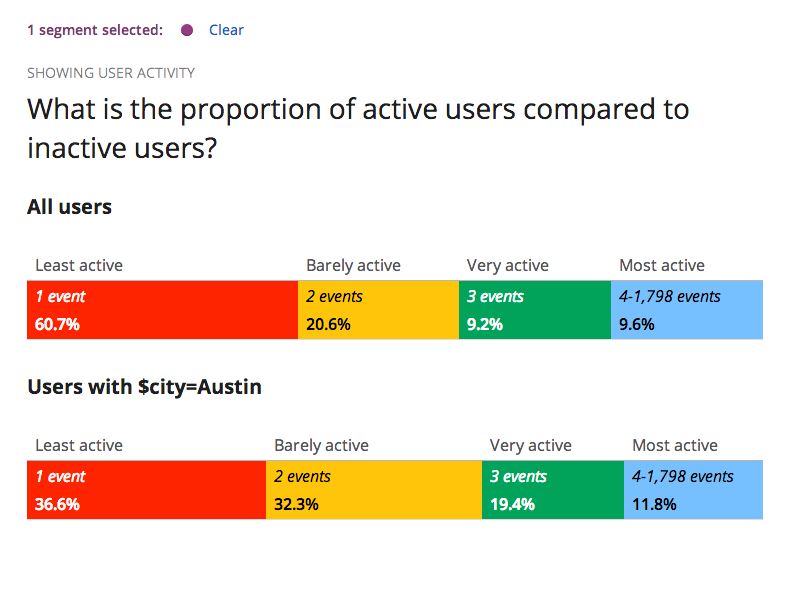 1 segment selected: Clear
SHOWING USER ACTIVITY
What is the proportion of active users compared to
inactive users?
All users
Least active Barely active Very active Most active
1 event 2 events 3 events 4-1,798 events
60.7% 20.6% 9.2% 9.6%
Users with $city=Austin
Least active Barely active Very active Most active
1 event 2 events 3 events 4-1,798 events
36.6% 32.3% 19.4% 11.8%